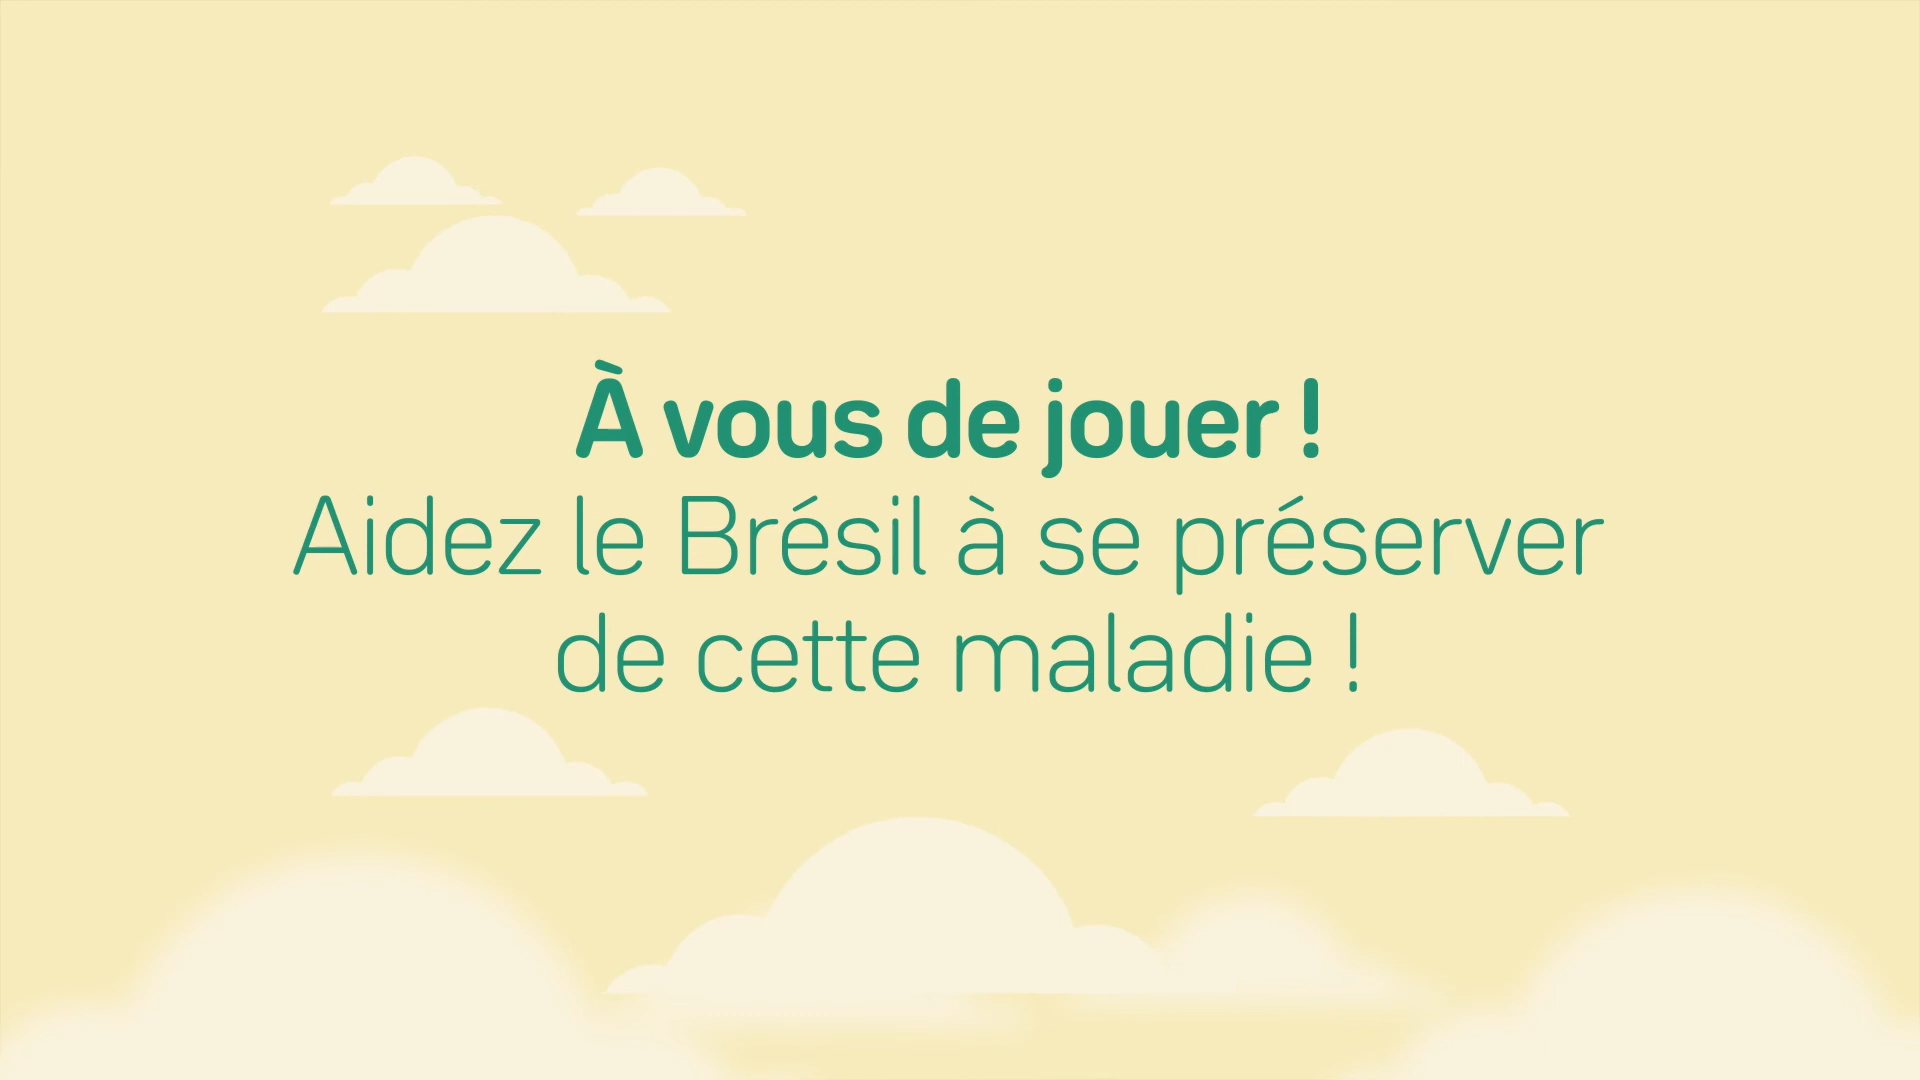 À vous de jouer !
Aidez le Brésil à se préserver
de cette maladie !